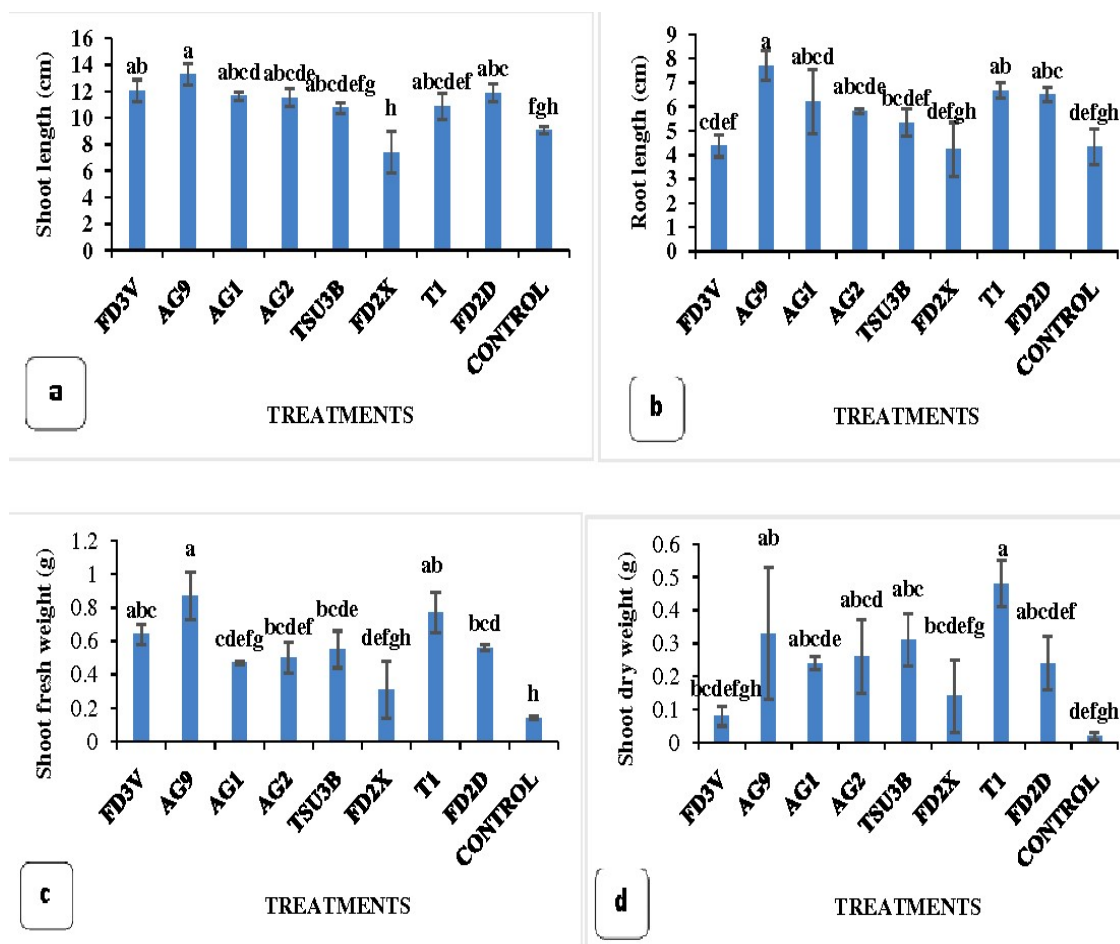 Shoot length (cm)
16
14
12
10
8
6
4
2
0
ab
a
abcd
abcde
abcdefg
h
abcdef
abc
fgh
FD3V
AG9
AG1
AG2
TSU3B
FD2X
T1
FD2D
CONTROL
TREATMENTS
a
Root length (cm)
9
8
7
6
5
4
3
2
1
0
cdef
a
abcd
abcde
bcdef
defgh
ab
abc
defgh
FD3V
AG9
AG1
AG2
TSU3B
FD2X
T1
FD2D
CONTROL
TREATMENTS
b
Shoot fresh weight (g)
1.2
1
0.8
0.6
0.4
0.2
0
abc
a
cdefg
bcdef
bcde
defgh
ab
bcd
h
FD3V
AG9
AG1
AG2
TSU3B
FD2X
T1
FD2D
CONTROL
TREATMENTS
c
Shoot dry weight (g)
0.6
0.5
0.4
0.3
0.2
0.1
0
bcdefgh
ab
abcde
abcd
abc
bcdefg
a
abcdef
defgh
FD3V
AG9
AG1
AG2
TSU3B
FD2X
T1
FD2D
CONTROL
TREATMENTS
d